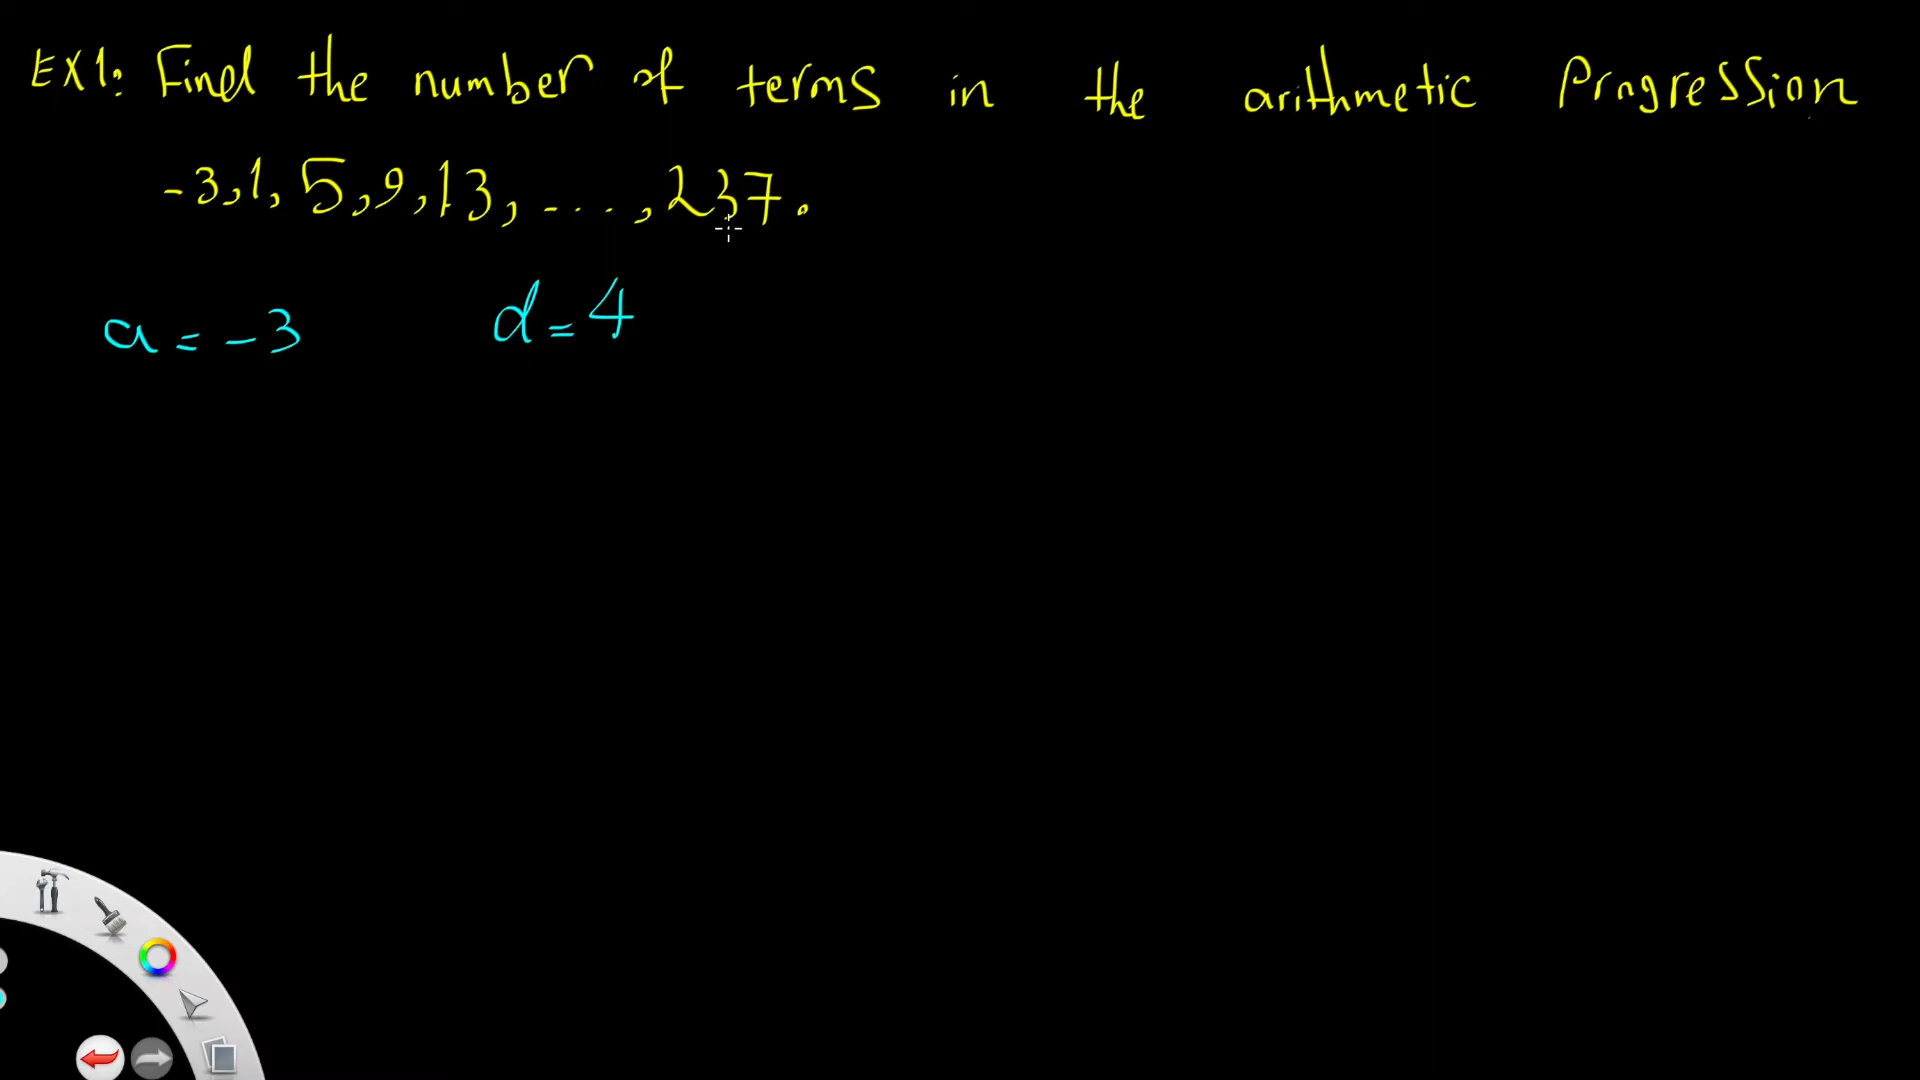 EX1: Find the number of terms in the arithmetic Progression
-3, 1, 5, 9, 13, ..., 237.
a = -3 d = 4